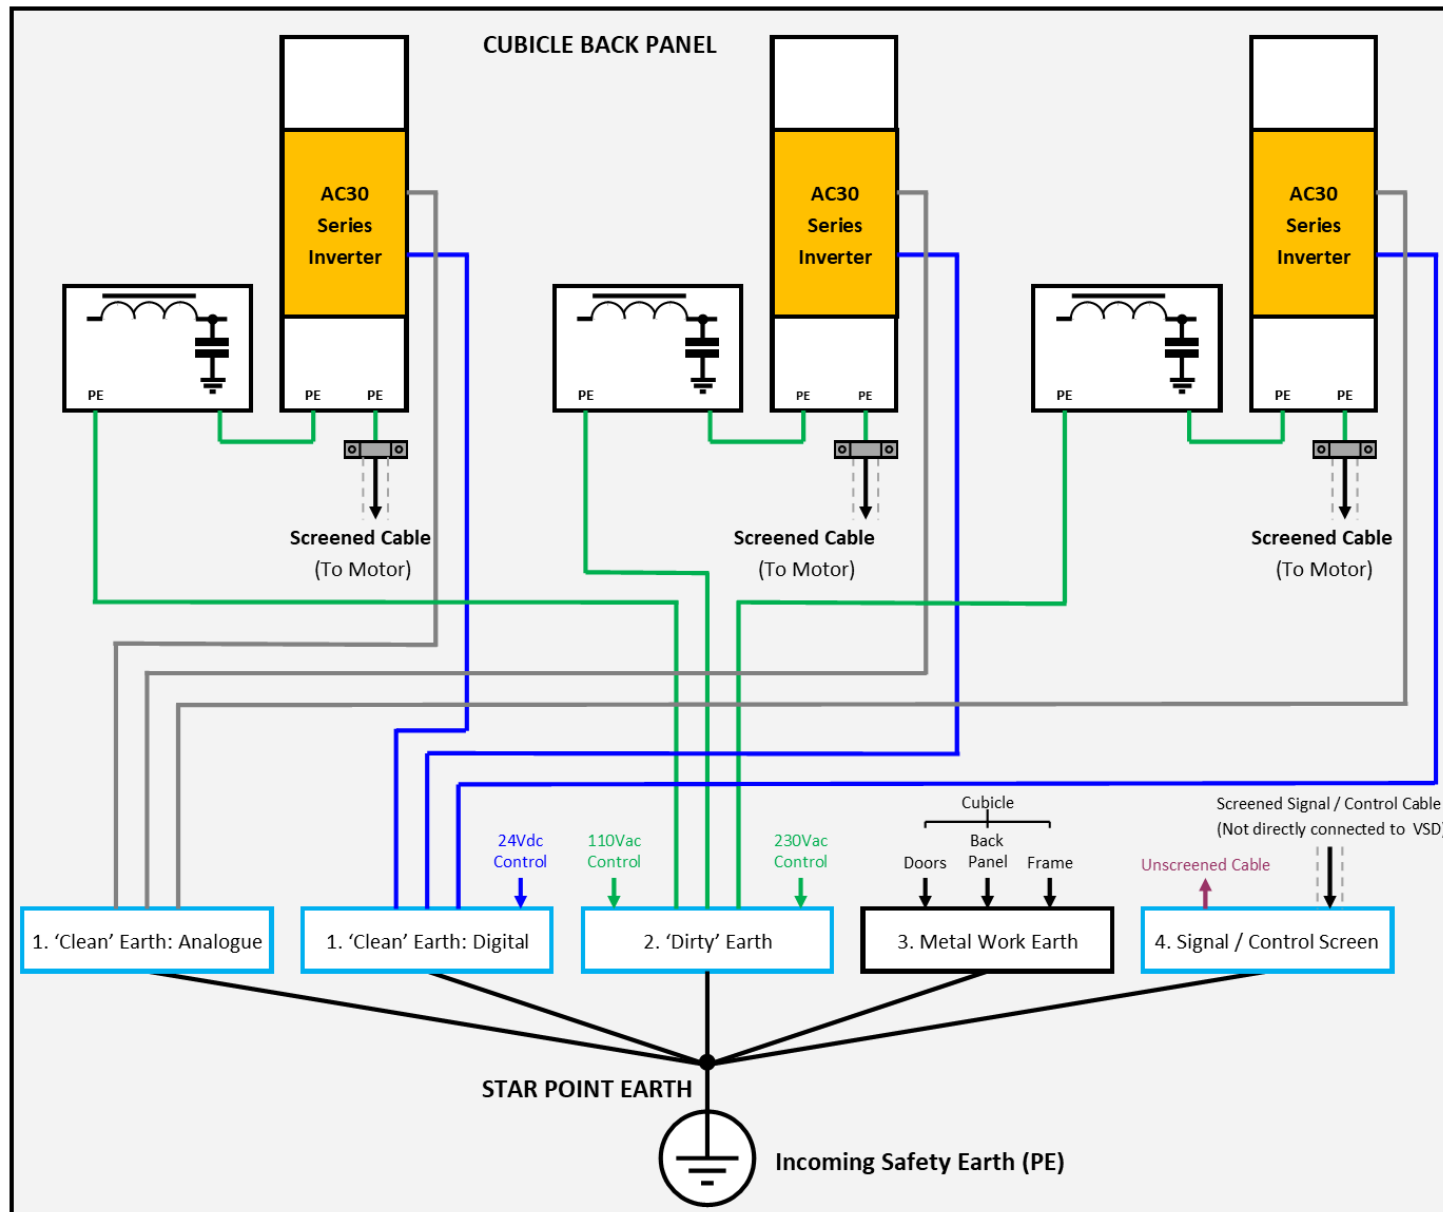 CUBICLE BACK PANEL
AC30
Series
Inverter
AC30
Series
Inverter
AC30
Series
Inverter
PE
PE
PE
PE
PE
PE
PE
PE
PE
Screened Cable
(To Motor)
Screened Cable
(To Motor)
Screened Cable
(To Motor)
24Vdc
Control
110Vac
Control
230Vac
Control
Cubicle
Doors
Back
Panel
Frame
Screened Signal / Control Cable
(Not directly connected to VSD)
Unscreened Cable
1. ‘Clean’ Earth: Analogue
1. ‘Clean’ Earth: Digital
2. ‘Dirty’ Earth
3. Metal Work Earth
4. Signal / Control Screen
STAR POINT EARTH
Incoming Safety Earth (PE)